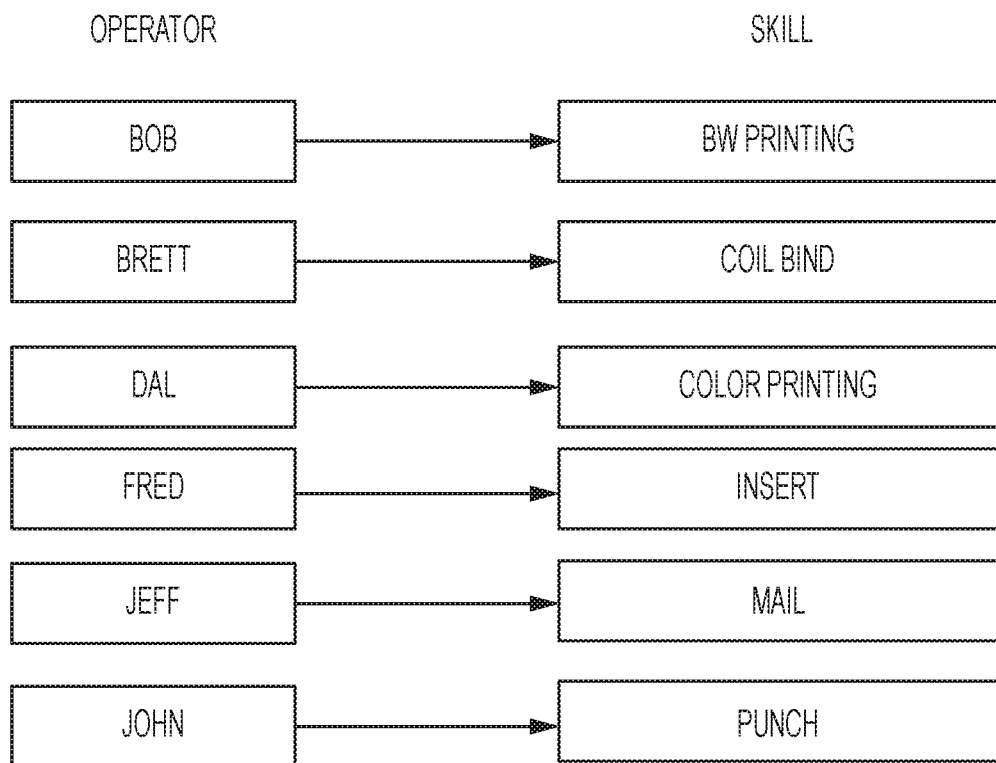 OPERATOR SKILL
BOB BW PRINTING
BRETT COIL BIND
DAL COLOR PRINTING
FRED INSERT
JEFF MAIL
JOHN PUNCH